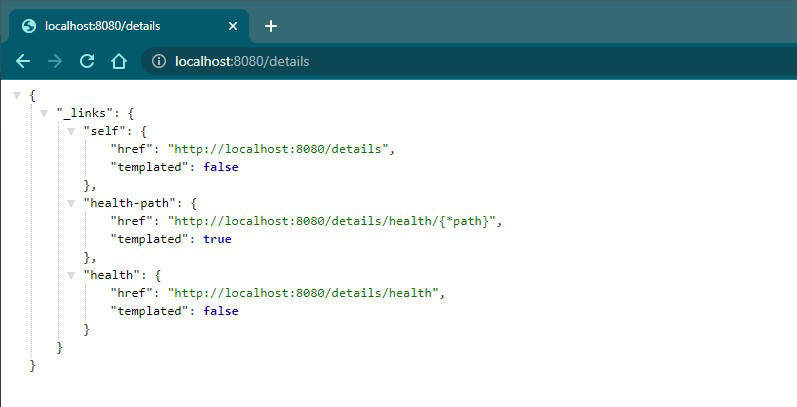 localhost:8080/details
localhost:8080/details
{
"_links": {
"self": {
"href": "http://localhost:8080/details",
"templated": false
},
"health-path": {
"href": "http://localhost:8080/details/health/{*path}",
"templated": true
},
"health": {
"href": "http://localhost:8080/details/health",
"templated": false
}
}
}